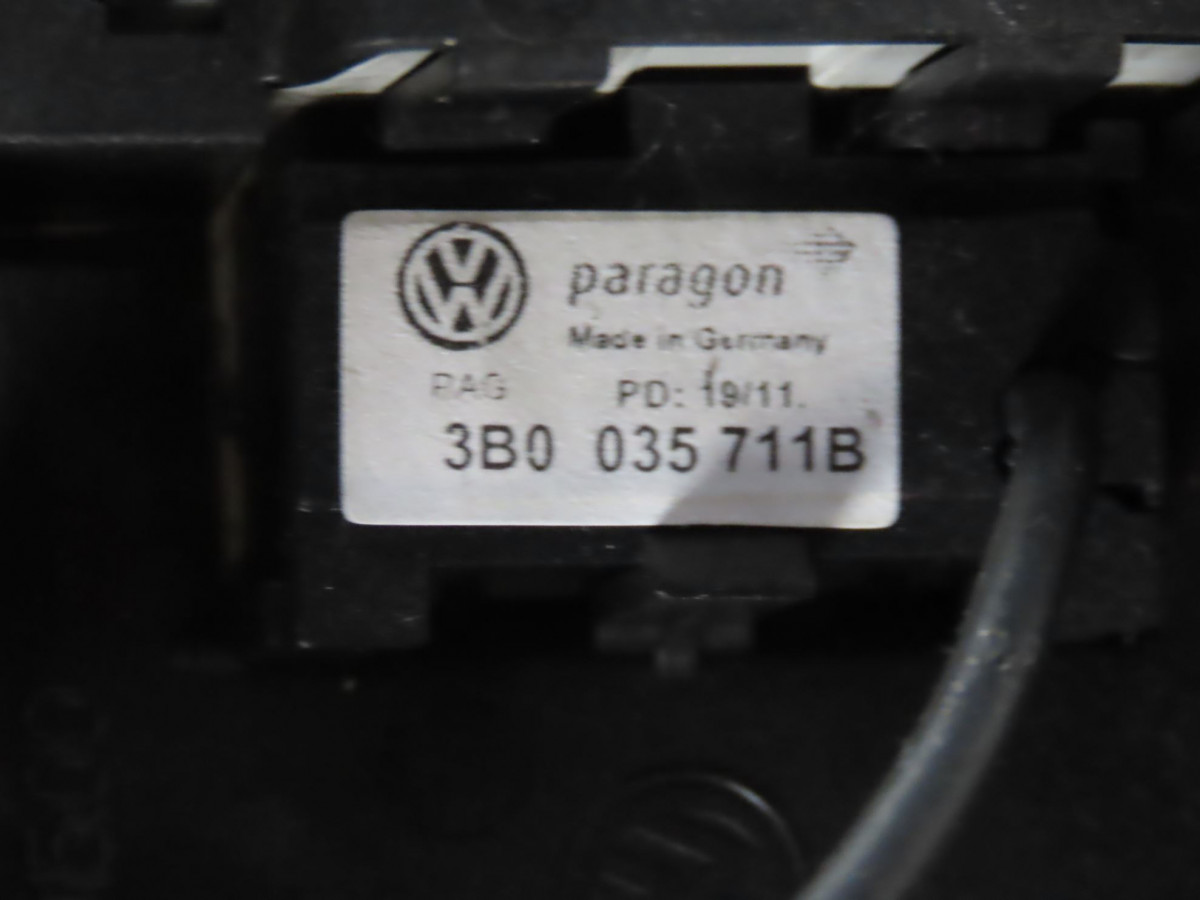 paragon
Made in Germany
RAG PD: 19/11.
3B0 035 711B